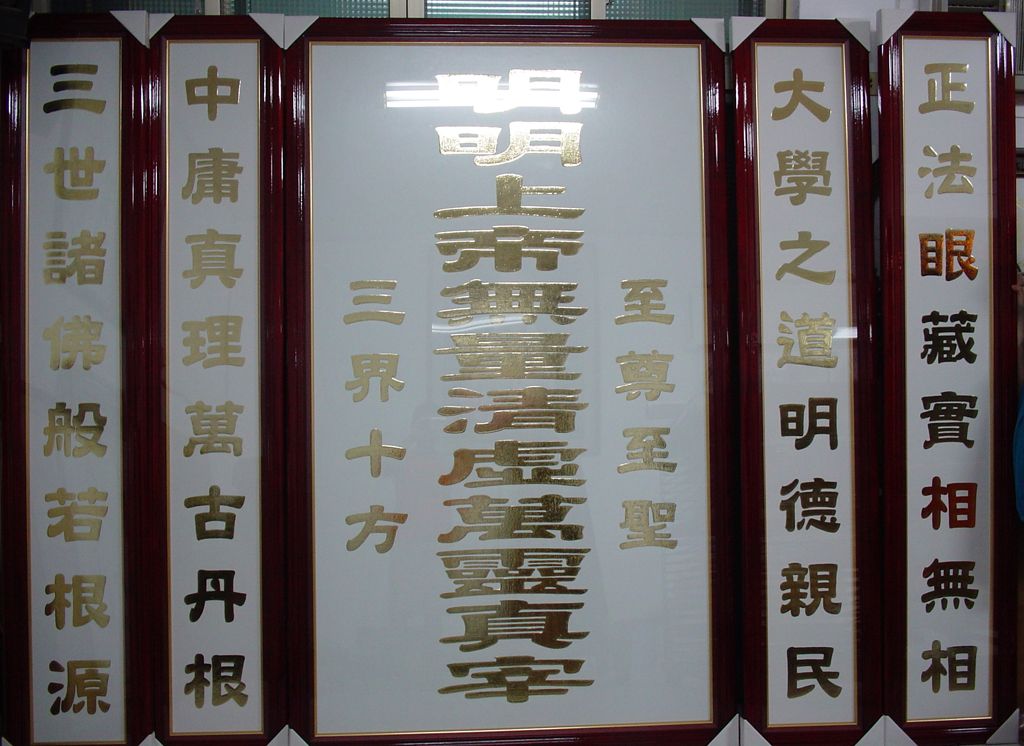 正法眼藏實相無相
大學之道明德親民
至尊至聖
明明上帝無量清虛萬靈真宰
三界十方
中庸真理萬古丹根
三世諸佛般若根源